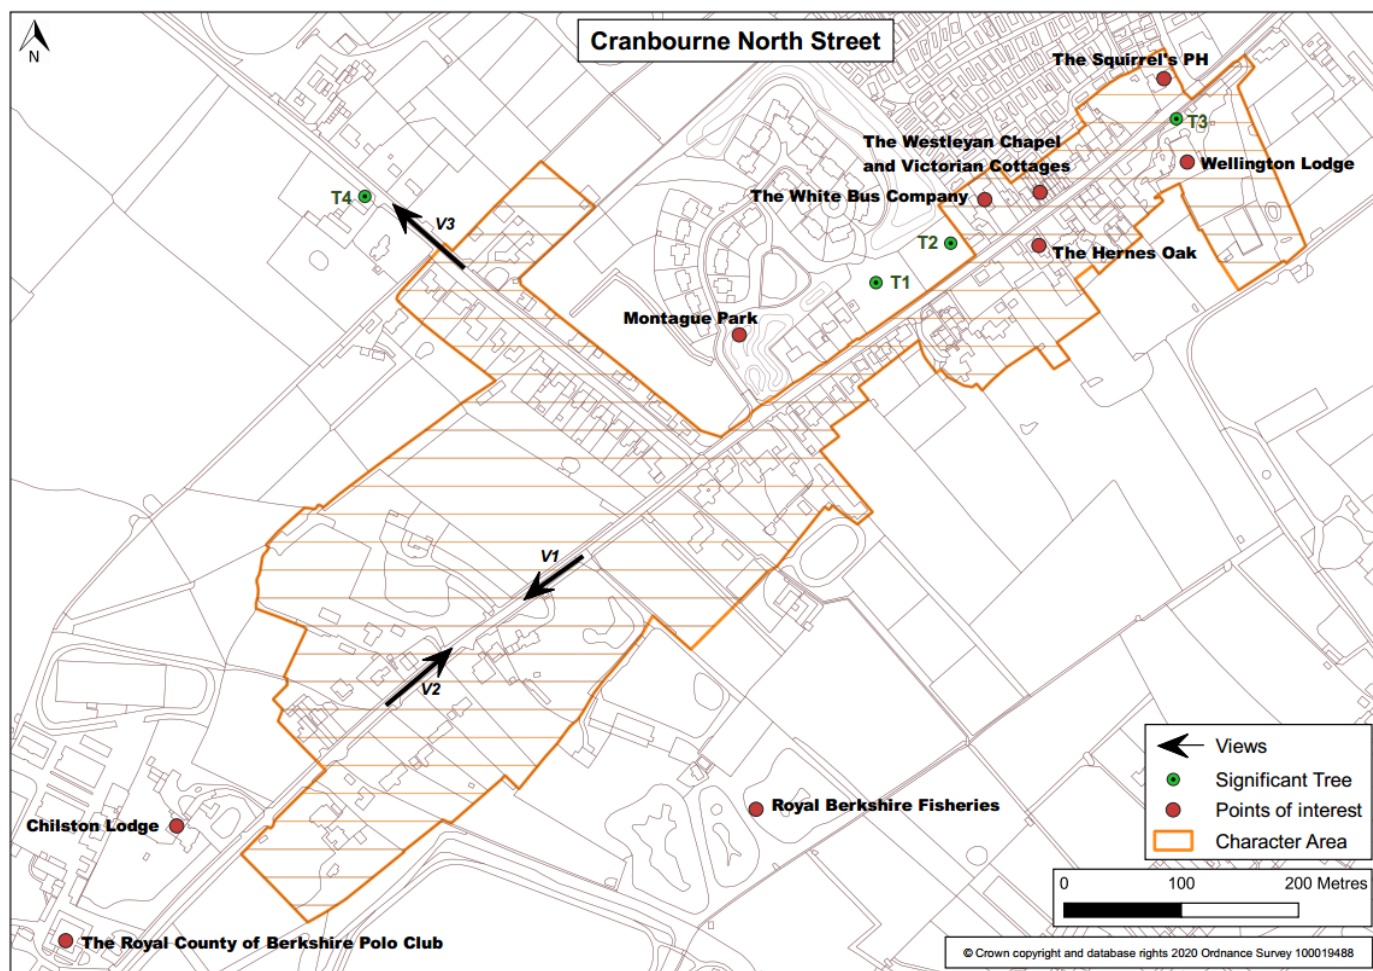 Cranbourne North Street
N
The Squirrel's PH
T3
The Westleyan Chapel
and Victorian Cottages
Wellington Lodge
The White Bus Company
T4
V3
T2
The Hernes Oak
T1
Montague Park
V1
V2
Views
Significant Tree
Points of interest
Character Area
Royal Berkshire Fisheries
Chilston Lodge
0 100 200 Metres
The Royal County of Berkshire Polo Club
© Crown copyright and database rights 2020 Ordnance Survey 100019488